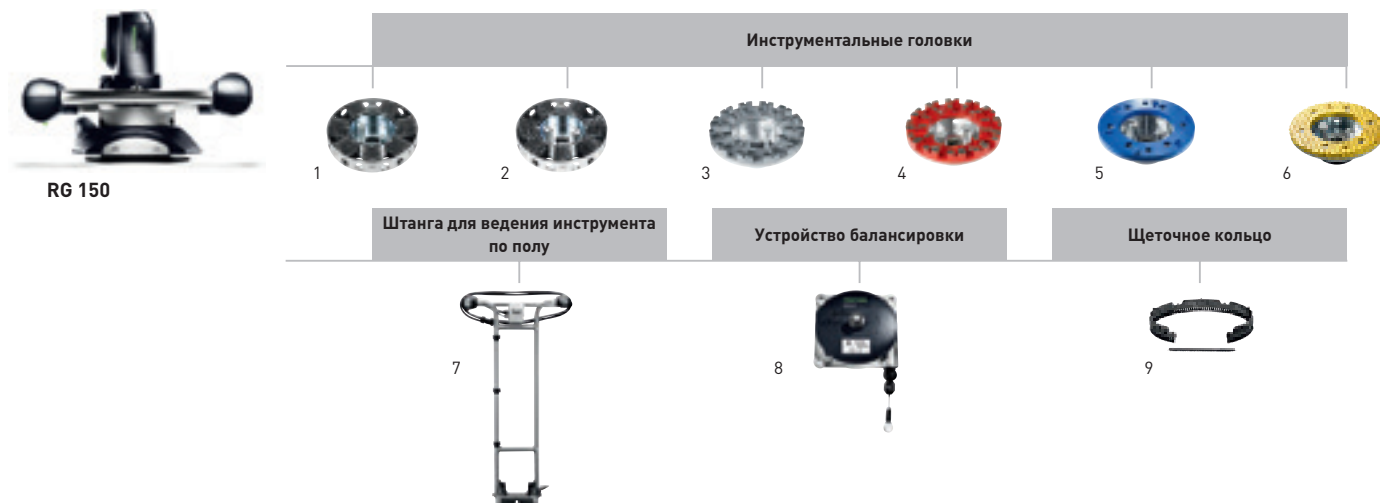 Инструментальные головки
1
2
3
4
5
6
RG 150
Штанга для ведения инструмента
по полу
Устройство балансировки
Щеточное кольцо
7
8
9